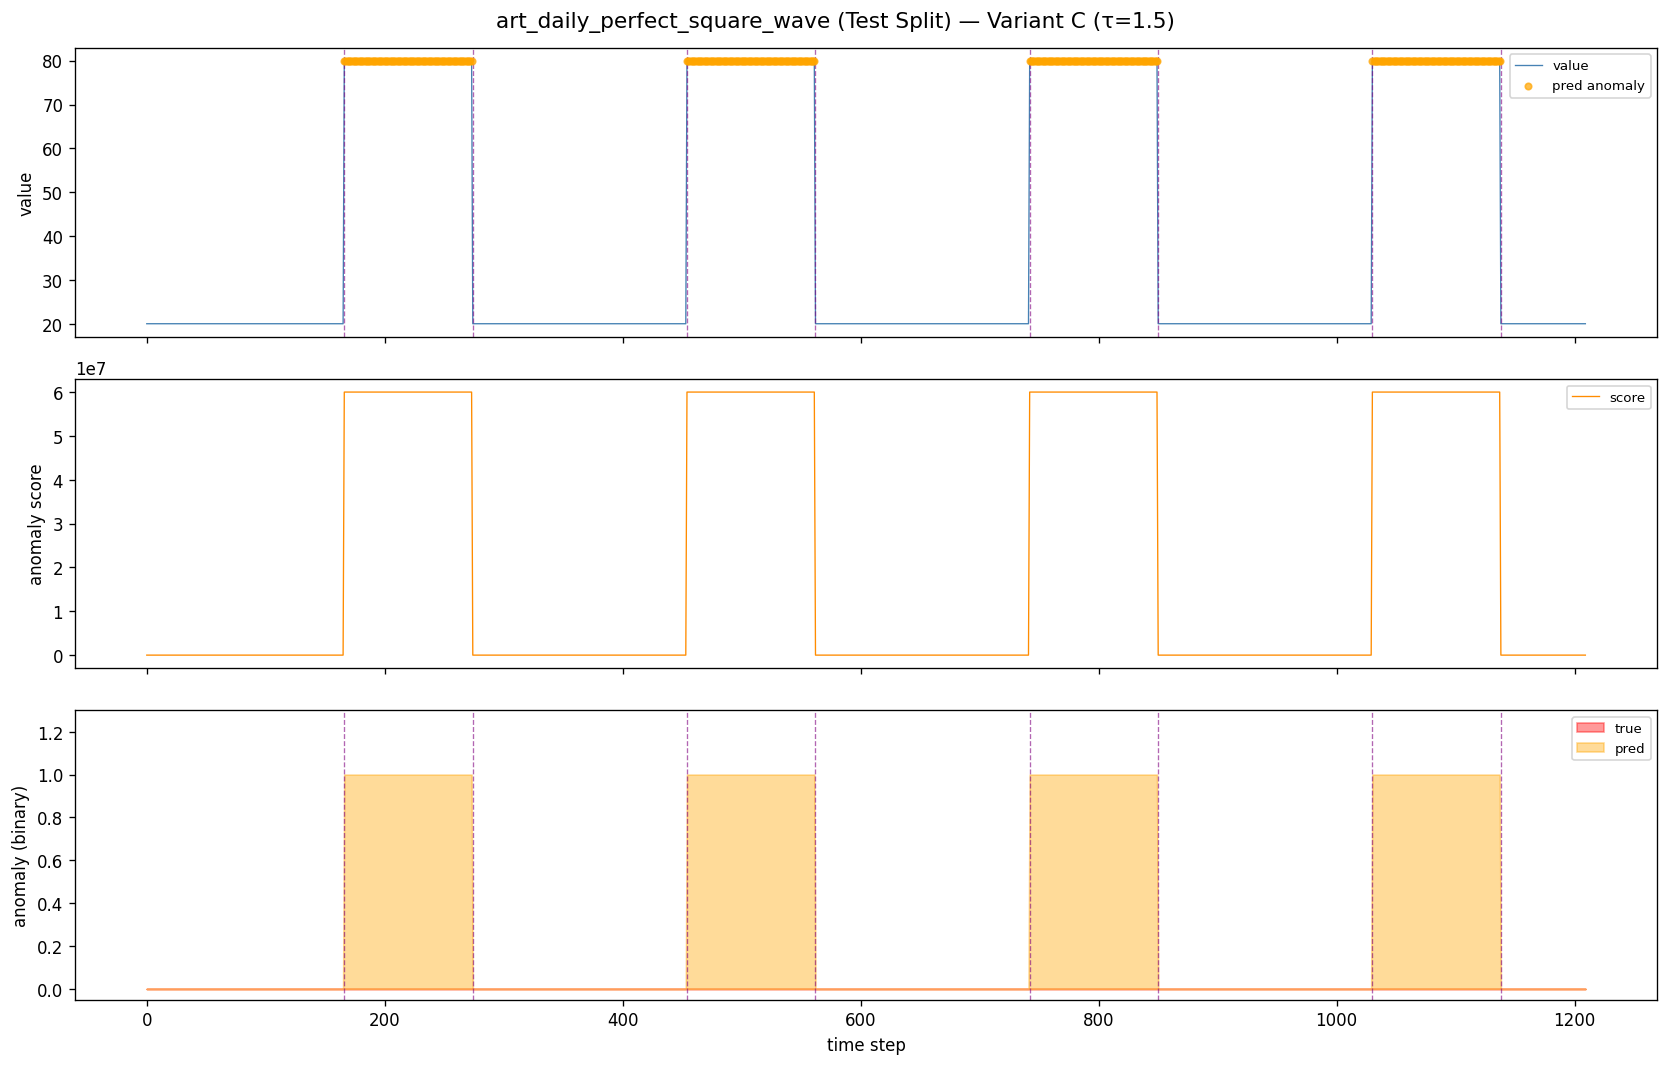 art_daily_perfect_square_wave (Test Split) — Variant C (τ=1.5)
80
70
60
50
40
30
20
value
value
pred anomaly
1e7
6
5
4
3
2
1
0
anomaly score
score
1.2
1.0
0.8
0.6
0.4
0.2
0.0
anomaly (binary)
true
pred
0 200 400 600 800 1000 1200
time step